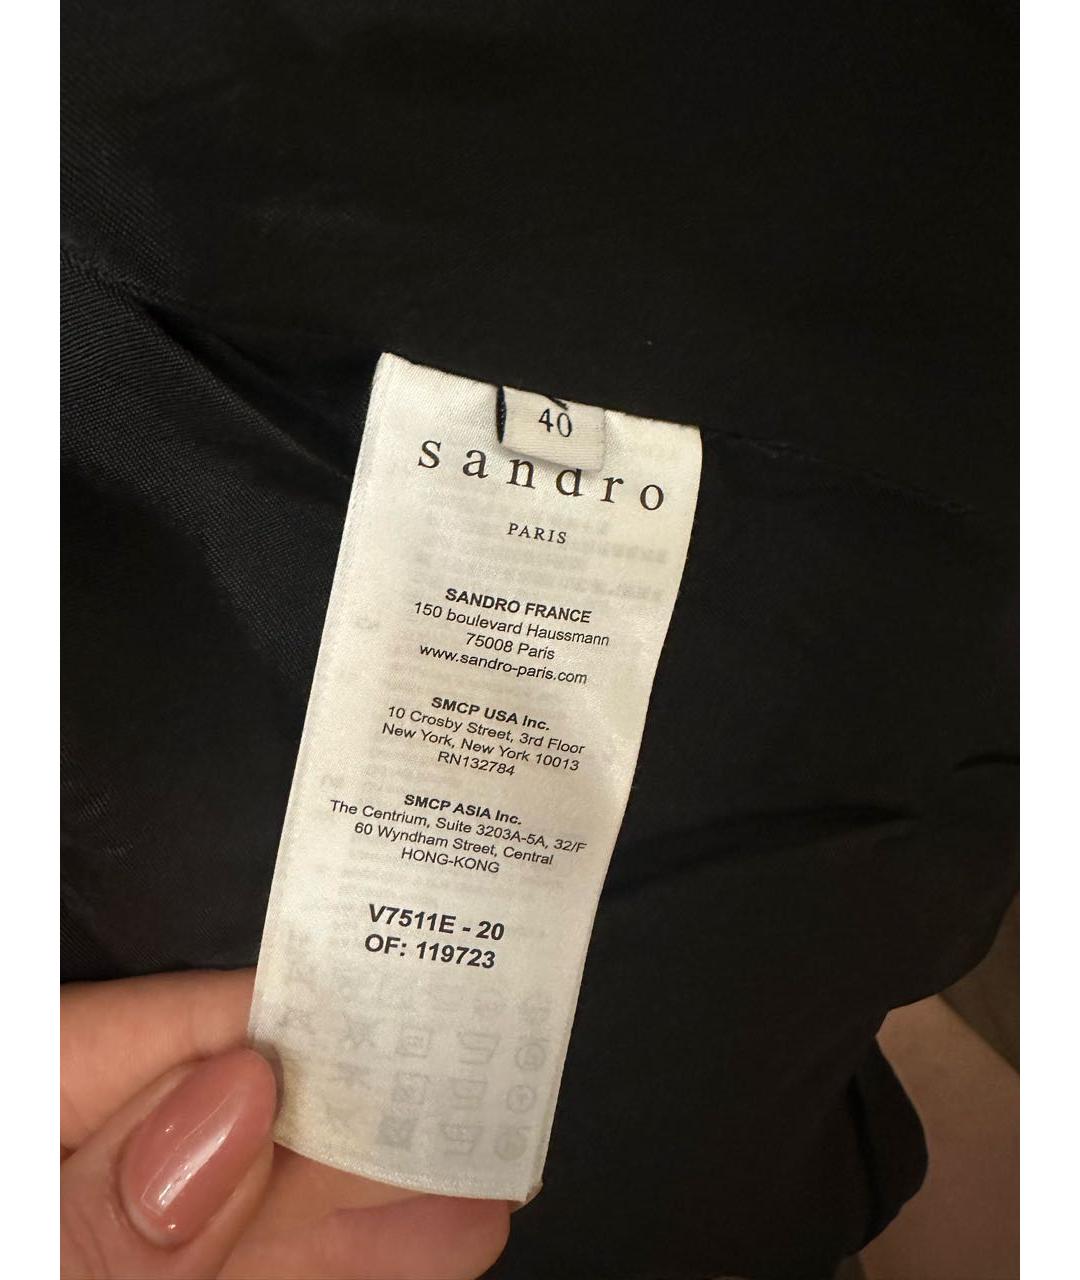 40
sandro
PARIS
SANDRO FRANCE
150 boulevard Haussmann
75008 Paris
www.sandro-paris.com
SMCP USA Inc.
10 Crosby Street, 3rd Floor
New York, New York 10013
RN132784
SMCP ASIA Inc.
The Centrium, Suite 3203A-5A, 32/F
60 Wyndham Street, Central
HONG-KONG
V7511E - 20
OF: 119723